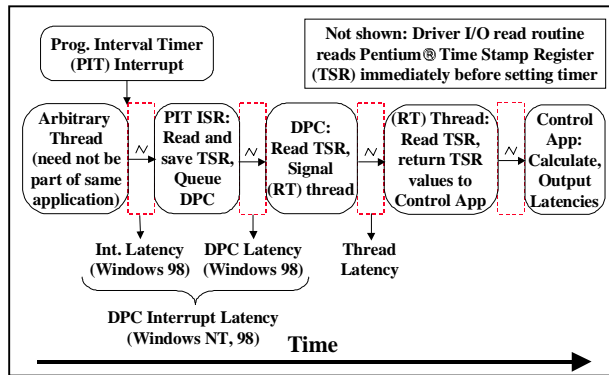 Prog. Interval Timer
(PIT) Interrupt
Not shown: Driver I/O read routine
reads Pentium® Time Stamp Register
(TSR) immediately before setting timer
Arbitrary
Thread
(need not be
part of same
application)
PIT ISR:
Read and
save TSR,
Queue
DPC
DPC:
Read TSR,
Signal
(RT) thread
(RT) Thread:
Read TSR,
return TSR
values to
Control App
Control
App:
Calculate,
Output
Latencies
Int. Latency
(Windows 98)
DPC Latency
(Windows 98)
Thread
Latency
DPC Interrupt Latency
(Windows NT, 98)
Time